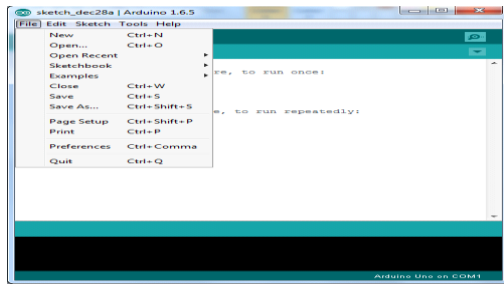 sketch_dec28a | Arduino 1.6.5
File Edit Sketch Tools Help
New Ctrl+N
Open... Ctrl+O
Open Recent
Sketchbook
Examples
re, to run once:
Close Ctrl+W
Save Ctrl+S
Save As... Ctrl+Shift+S
e, to run repeatedly:
Page Setup Ctrl+Shift+P
Print Ctrl+P
Preferences Ctrl+Comma
Quit Ctrl+Q
Arduino Uno on COM1